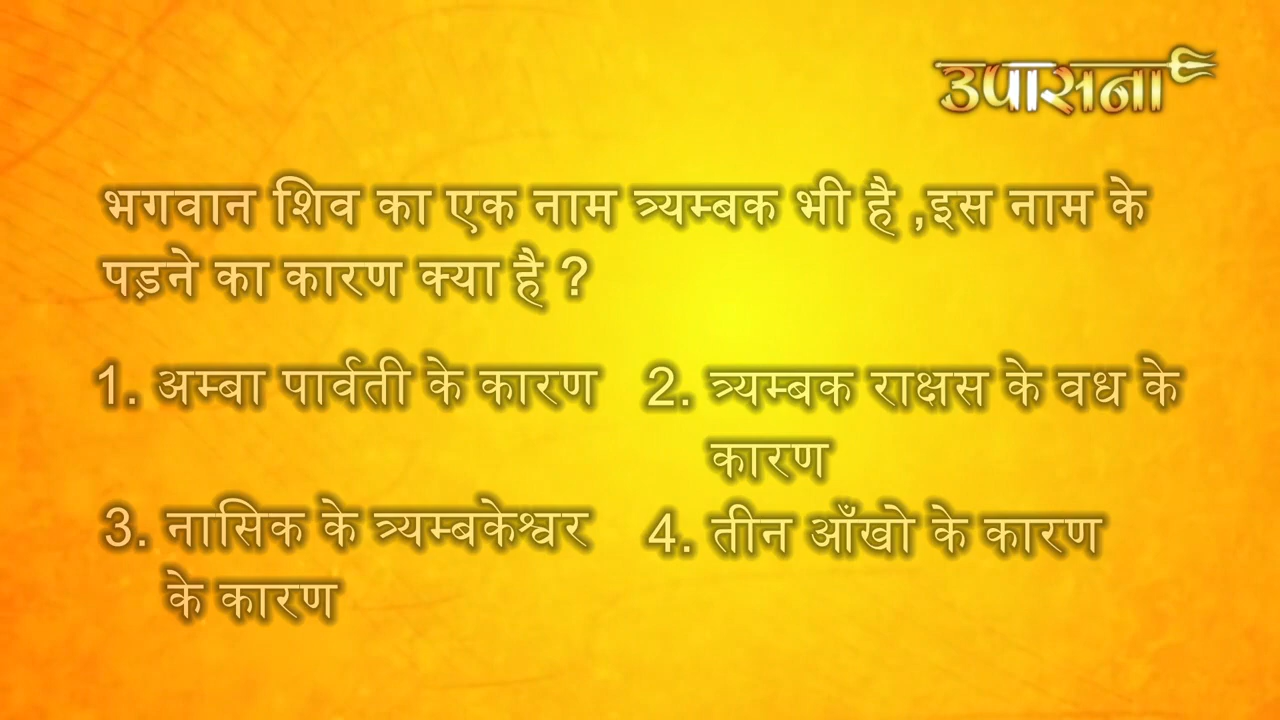 उपासना
भगवान शिव का एक नाम त्र्यम्बक भी है ,इस नाम के
पड़ने का कारण क्या है ?
1. अम्बा पार्वती के कारण
2. त्र्यम्बक राक्षस के वध के
कारण
3. नासिक के त्र्यम्बकेश्वर
के कारण
4. तीन आँखो के कारण